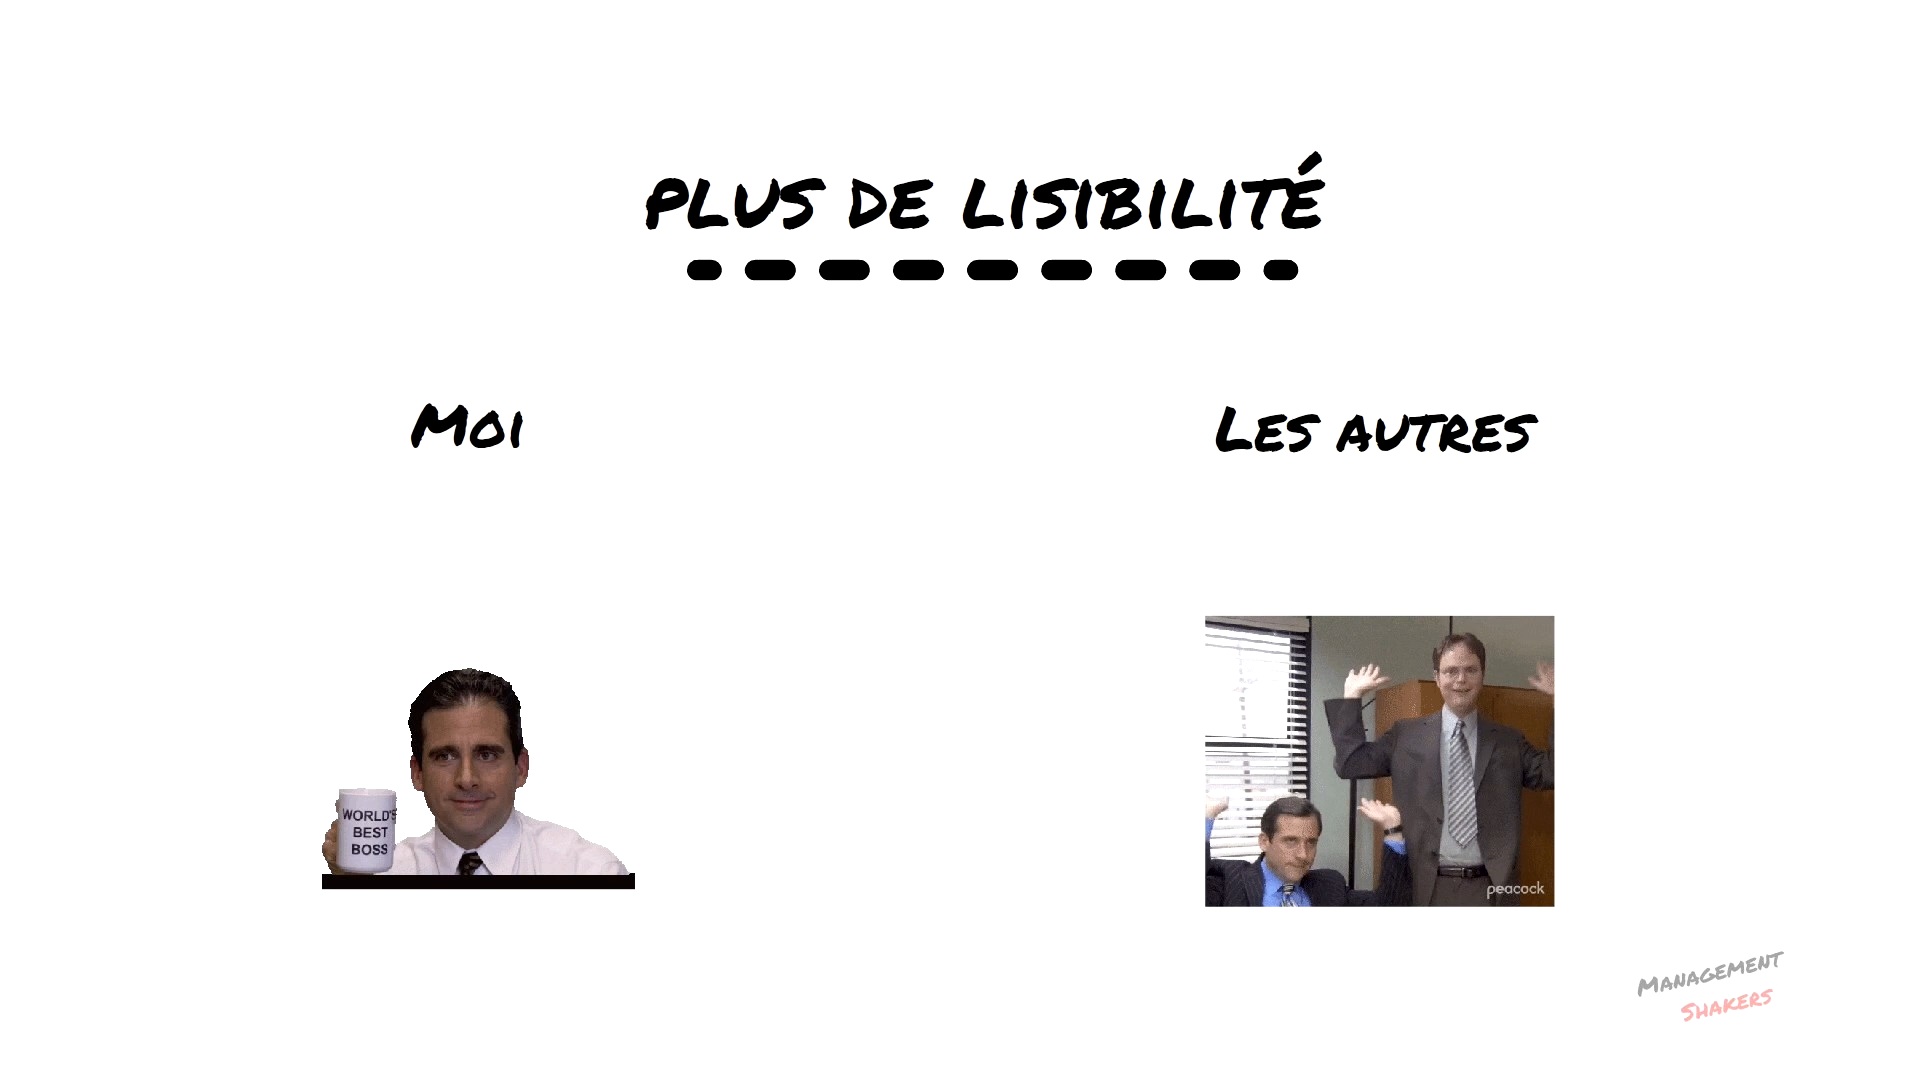 PLUS DE LISIBILITÉ
MOI
LES AUTRES
WORLD'S
BEST
BOSS
peacock
MANAGEMENT
SHAKERS